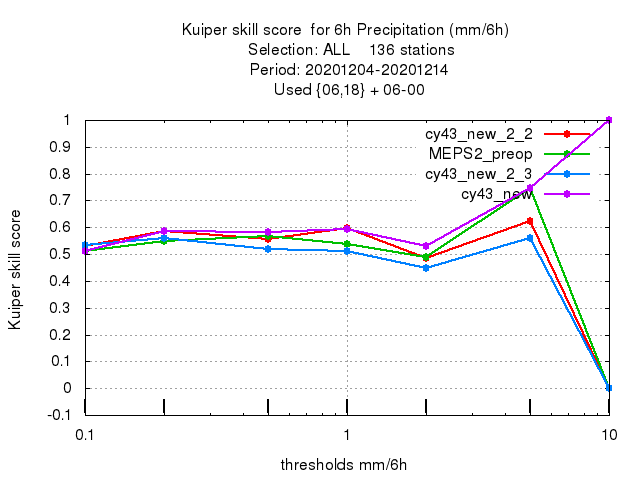 Kuiper skill score  for 6h Precipitation (mm/6h)
Selection: ALL    136 stations
Period: 20201204-20201214
Used {06,18} + 06-00
cy43_new_2_2
MEPS2_preop
cy43_new_2_3
cy43_new
Kuiper skill score
1
0.9
0.8
0.7
0.6
0.5
0.4
0.3
0.2
0.1
0
-0.1
0.1
1
10
thresholds mm/6h